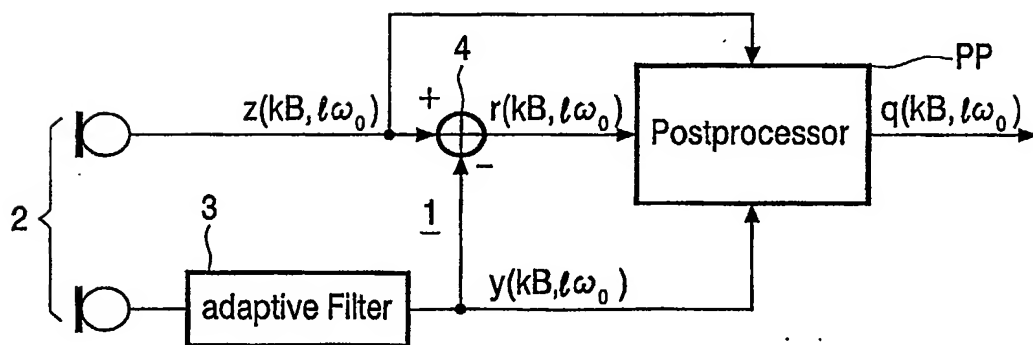 4
PP
+
z(kB, ℓω₀)
r(kB, ℓω₀)
Postprocessor
q(kB, ℓω₀)
−
2
1
3
adaptive Filter
y(kB, ℓω₀)